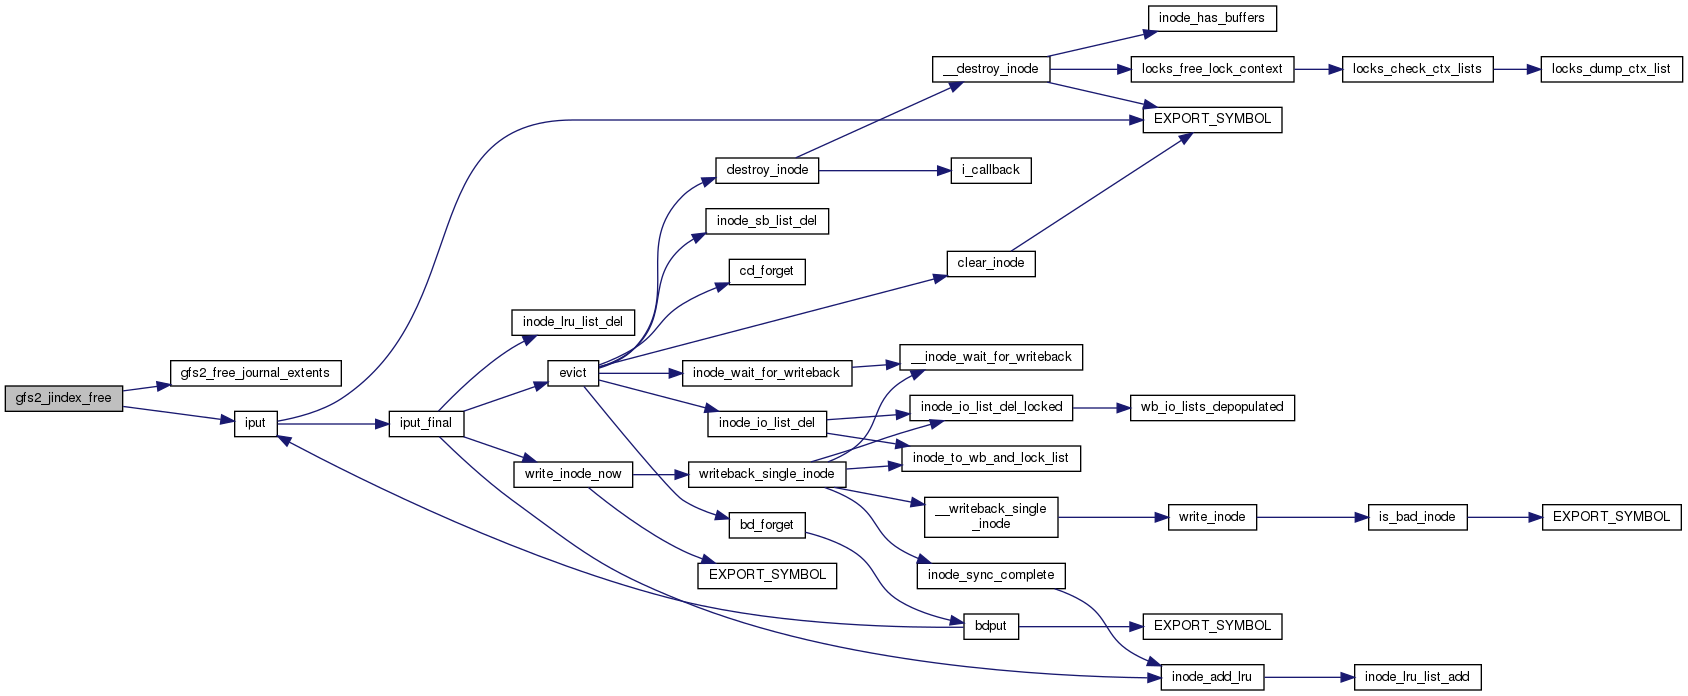 inode_has_buffers
__destroy_inode
locks_free_lock_context
locks_check_ctx_lists
locks_dump_ctx_list
EXPORT_SYMBOL
destroy_inode
i_callback
inode_sb_list_del
clear_inode
cd_forget
inode_lru_list_del
__inode_wait_for_writeback
gfs2_free_journal_extents
evict
inode_wait_for_writeback
gfs2_jindex_free
inode_io_list_del_locked
wb_io_lists_depopulated
iput
iput_final
inode_io_list_del
inode_to_wb_and_lock_list
write_inode_now
writeback_single_inode
__writeback_single
_inode
write_inode
is_bad_inode
EXPORT_SYMBOL
bd_forget
EXPORT_SYMBOL
inode_sync_complete
bdput
EXPORT_SYMBOL
inode_add_lru
inode_lru_list_add